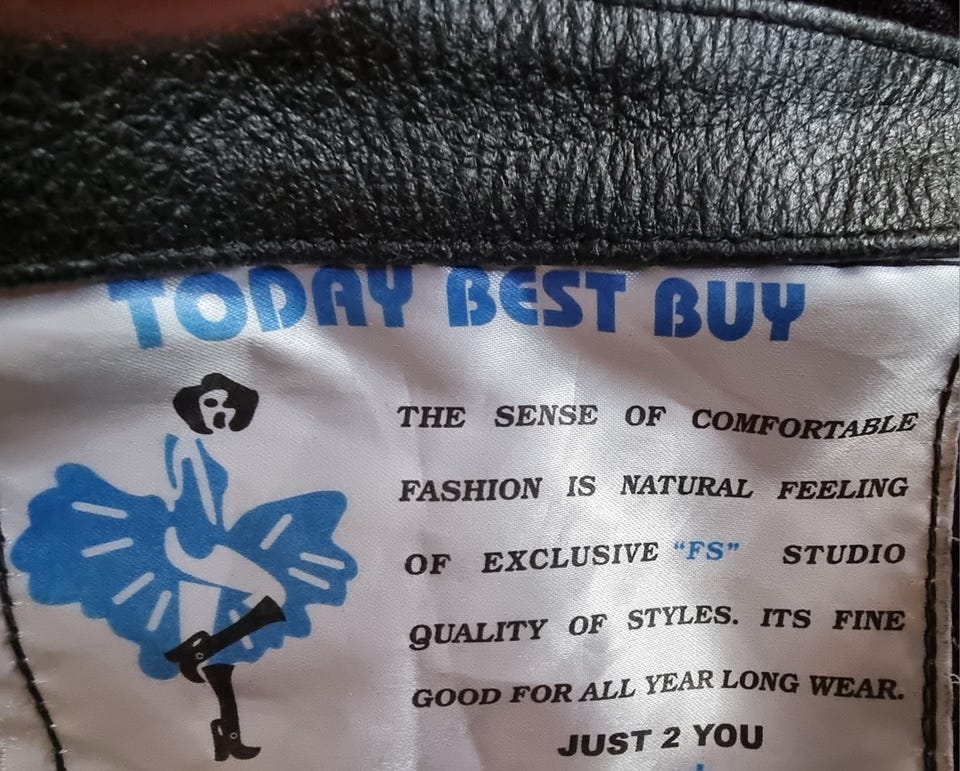 TODAY BEST BUY
THE SENSE OF COMFORTABLE
FASHION IS NATURAL FEELING
OF EXCLUSIVE "FS" STUDIO
QUALITY OF STYLES. ITS FINE
GOOD FOR ALL YEAR LONG WEAR.
JUST 2 YOU